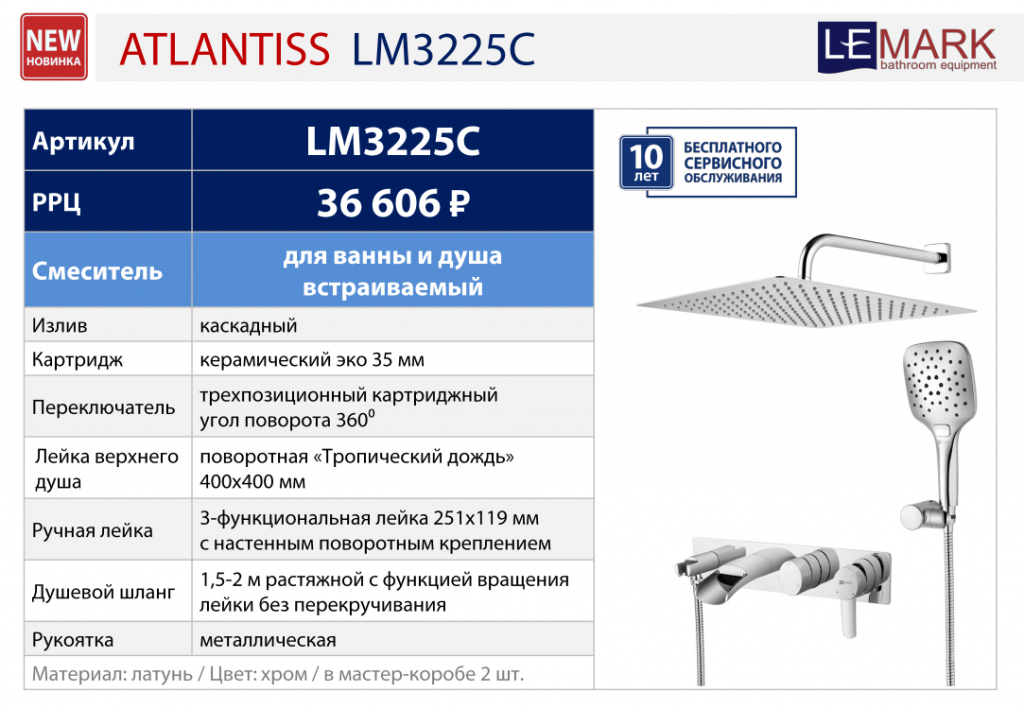 NEW
НОВИНКА
ATLANTISS LM3225C
LEMARK
bathroom equipment
Артикул LM3225C
РРЦ 36 606 ₽
Смеситель для ванны и душа
встраиваемый
Излив каскадный
Картридж керамический эко 35 мм
Переключатель трехпозиционный картриджный
угол поворота 360⁰
Лейка верхнего поворотная «Тропический дождь»
душа 400х400 мм
Ручная лейка 3-функциональная лейка 251х119 мм
с настенным поворотным креплением
Душевой шланг 1,5-2 м растяжной с функцией вращения
лейки без перекручивания
Рукоятка металлическая
Материал: латунь / Цвет: хром / в мастер-коробе 2 шт.
10
лет
БЕСПЛАТНОГО
СЕРВИСНОГО
ОБСЛУЖИВАНИЯ